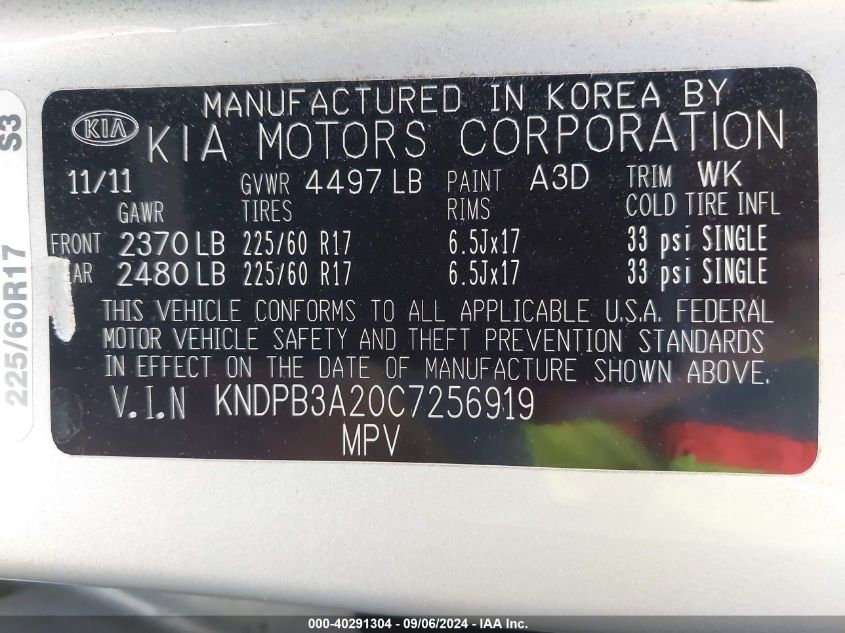 MANUFACTURED IN KOREA BY
KIA KIA MOTORS CORPORATION
11/11 GVWR 4497 LB PAINT A3D TRIM WK
GAWR TIRES RIMS COLD TIRE INFL
FRONT 2370 LB 225/60 R17 6.5Jx17 33 psi SINGLE
EAR 2480 LB 225/60 R17 6.5Jx17 33 psi SINGLE
THIS VEHICLE CONFORMS TO ALL APPLICABLE U.S.A. FEDERAL
MOTOR VEHICLE SAFETY AND THEFT PREVENTION STANDARDS
IN EFFECT ON THE DATE OF MANUFACTURE SHOWN ABOVE.
V.I.N KNDPB3A20C7256919
MPV
225/60R17 S3
000-40291304 - 09/06/2024 - IAA Inc.